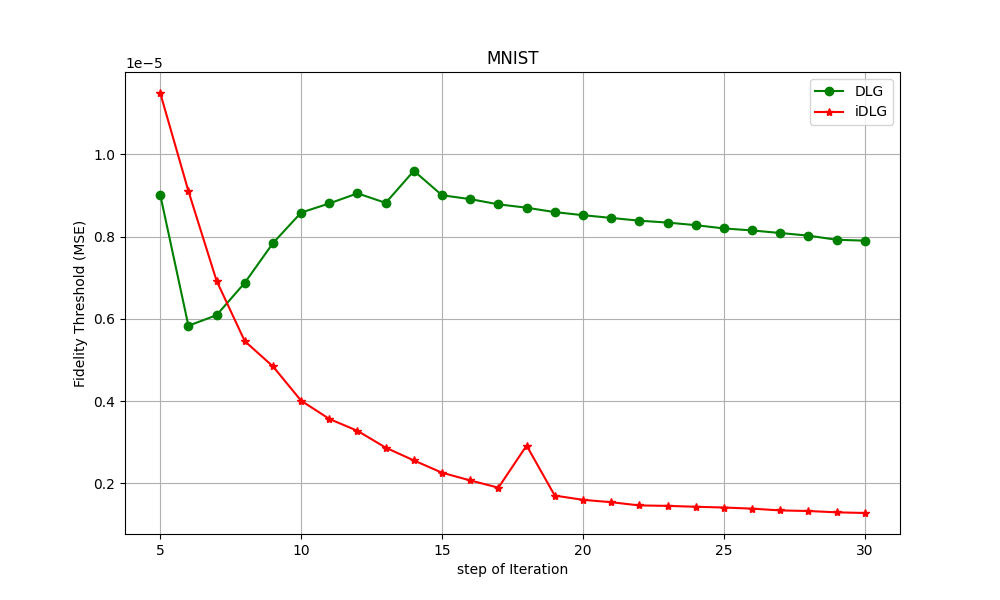 MNIST
1e−5
DLG
iDLG
1.0
0.8
0.6
0.4
0.2
Fidelity Threshold (MSE)
5 10 15 20 25 30
step of Iteration